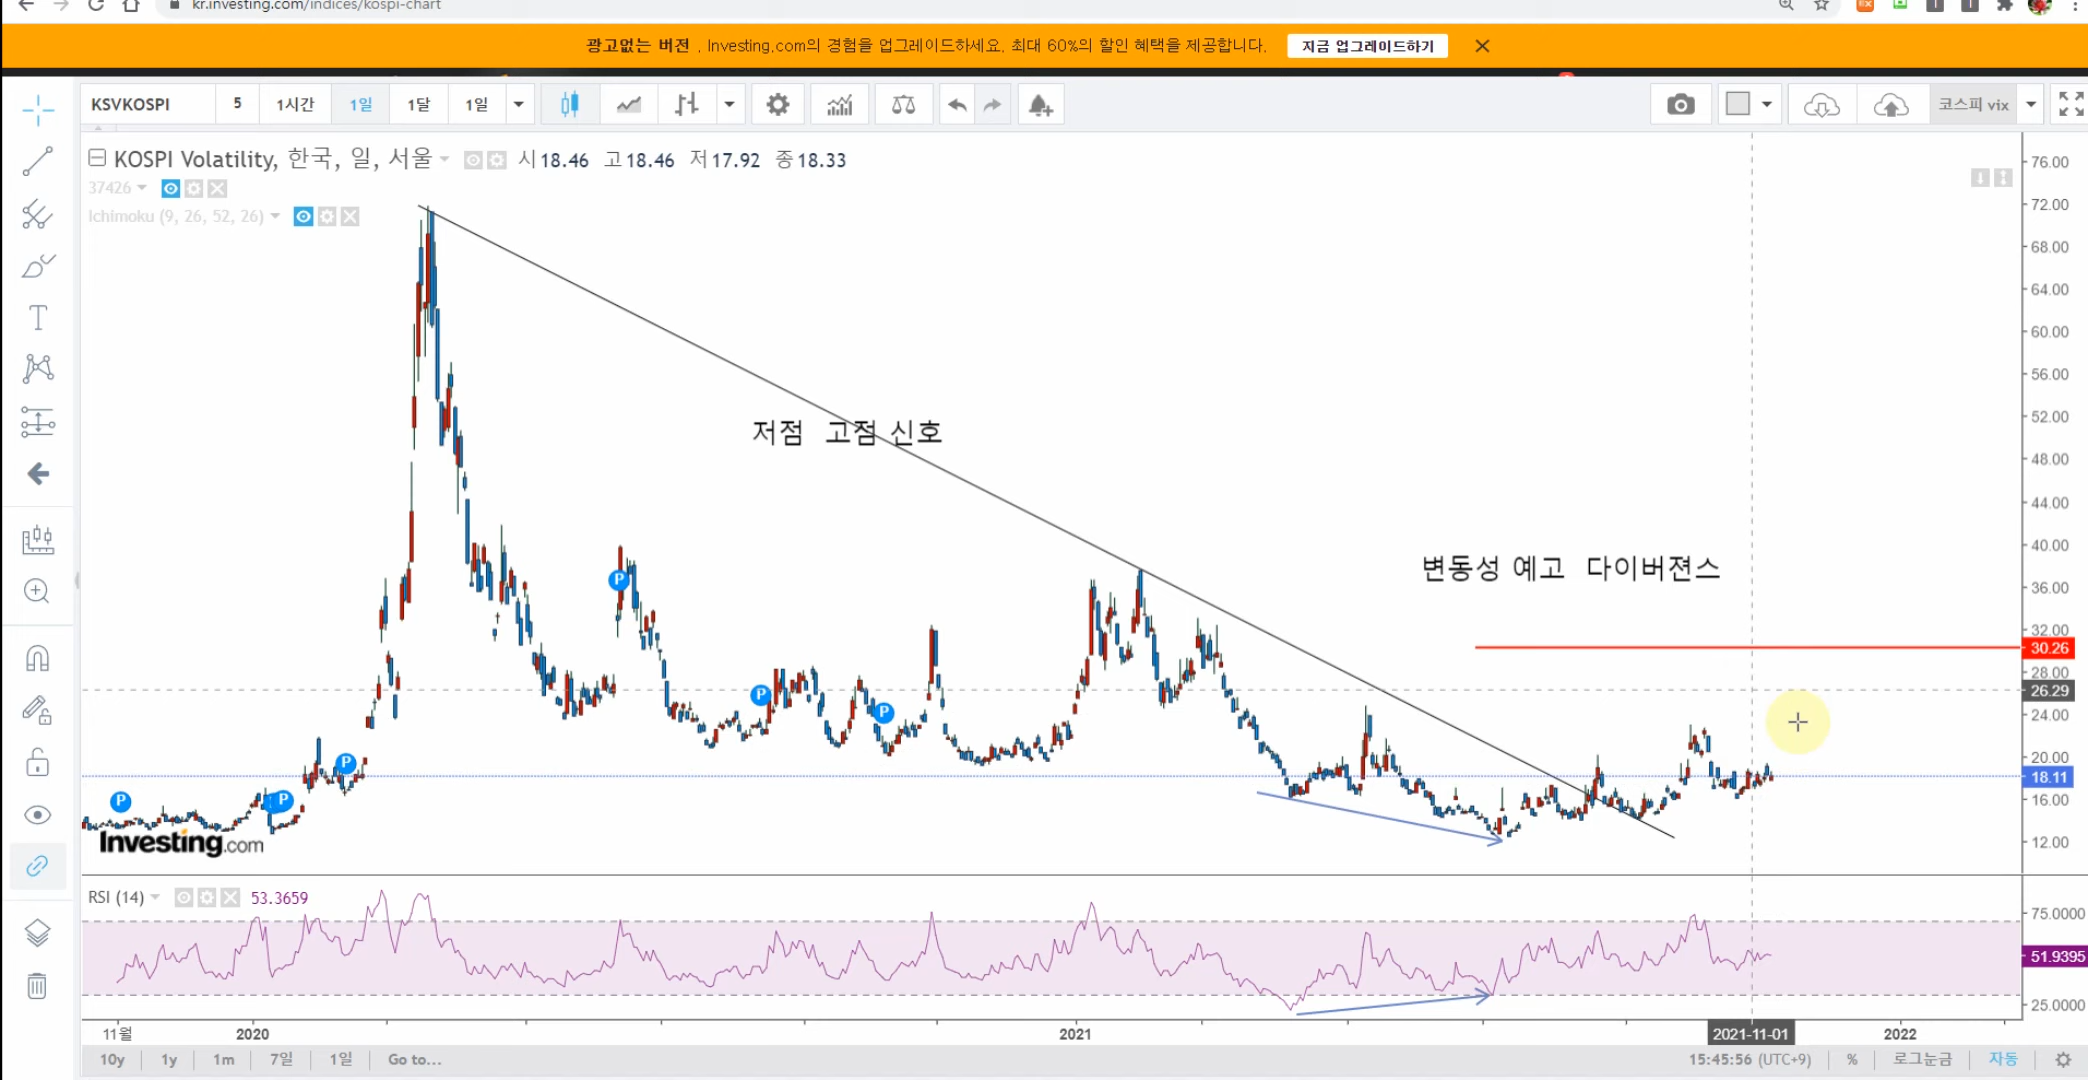 kr.investing.com/indices/kospi-chart
광고없는 버전 . Investing.com의 경험을 업그레이드하세요. 최대 60%의 할인 혜택을 제공합니다. 지금 업그레이드하기
KSVKOSPI 5 1시간 1일 1달 1일 코스피 vix
KOSPI Volatility, 한국, 일, 서울 시18.46 고18.46 저17.92 종18.33
37426
Ichimoku (9, 26, 52, 26)
76.00
72.00
68.00
64.00
60.00
56.00
52.00
저점 고점 신호
48.00
44.00
40.00
변동성 예고 다이버젼스
36.00
32.00
30.26
28.00
26.29
24.00
20.00
18.11
16.00
12.00
P
P
P
P
P
P
Investing.com
RSI (14) 53.3659
75.0000
51.9395
25.0000
11월 2020 2021 2021-11-01 2022
10y 1y 1m 7일 1일 Go to... 15:45:56 (UTC+9) % 로그눈금 자동